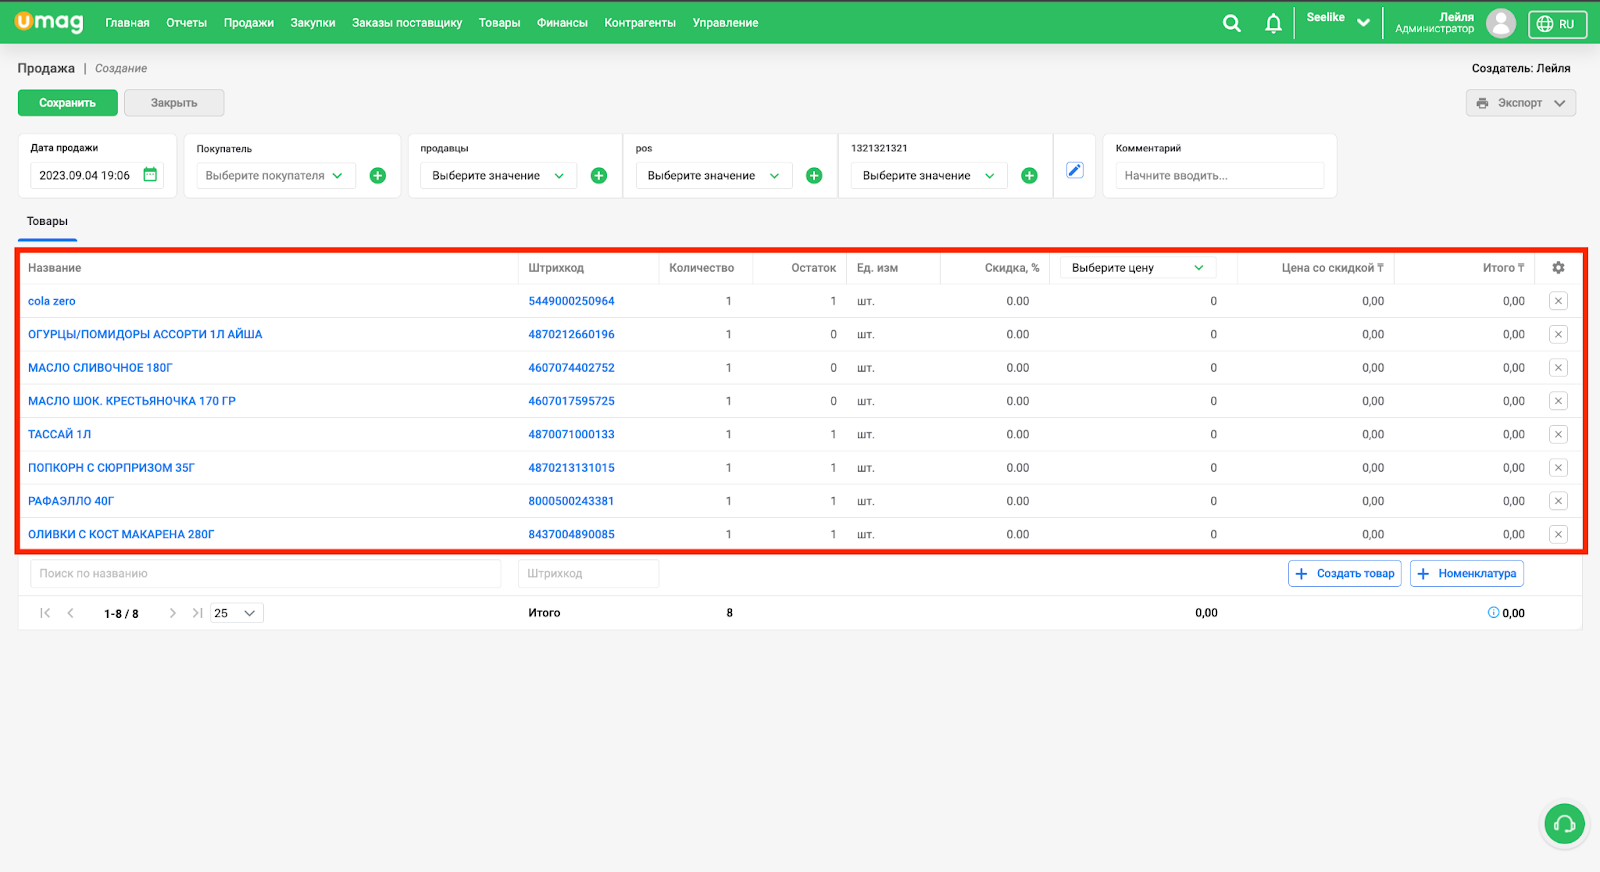 umag Главная Отчеты Продажи Закупки Заказы поставщику Товары Финансы Контрагенты Управление Seelike Лейля Администратор RU
Продажа | Создание Создатель: Лейля
Сохранить Закрыть Экспорт
Дата продажи Покупатель продавцы pos 1321321321 Комментарий
2023.09.04 19:06 Выберите покупателя Выберите значение Выберите значение Выберите значение Начните вводить...
Товары
Название Штрихкод Количество Остаток Ед. изм Скидка, % Выберите цену Цена со скидкой ₸ Итого ₸
cola zero 5449000250964 1 1 шт. 0.00 0 0,00 0,00
ОГУРЦЫ/ПОМИДОРЫ АССОРТИ 1Л АЙША 4870212660196 1 0 шт. 0.00 0 0,00 0,00
МАСЛО СЛИВОЧНОЕ 180Г 4607074402752 1 0 шт. 0.00 0 0,00 0,00
МАСЛО ШОК. КРЕСТЬЯНОЧКА 170 ГР 4607017595725 1 0 шт. 0.00 0 0,00 0,00
ТАССАЙ 1Л 4870071000133 1 1 шт. 0.00 0 0,00 0,00
ПОПКОРН С СЮРПРИЗОМ 35Г 4870213131015 1 1 шт. 0.00 0 0,00 0,00
РАФАЭЛЛО 40Г 8000500243381 1 1 шт. 0.00 0 0,00 0,00
ОЛИВКИ С КОСТ МАКАРЕНА 280Г 8437004890085 1 1 шт. 0.00 0 0,00 0,00
Поиск по названию Штрихкод + Создать товар + Номенклатура
1-8 / 8 25 Итого 8 0,00 0,00